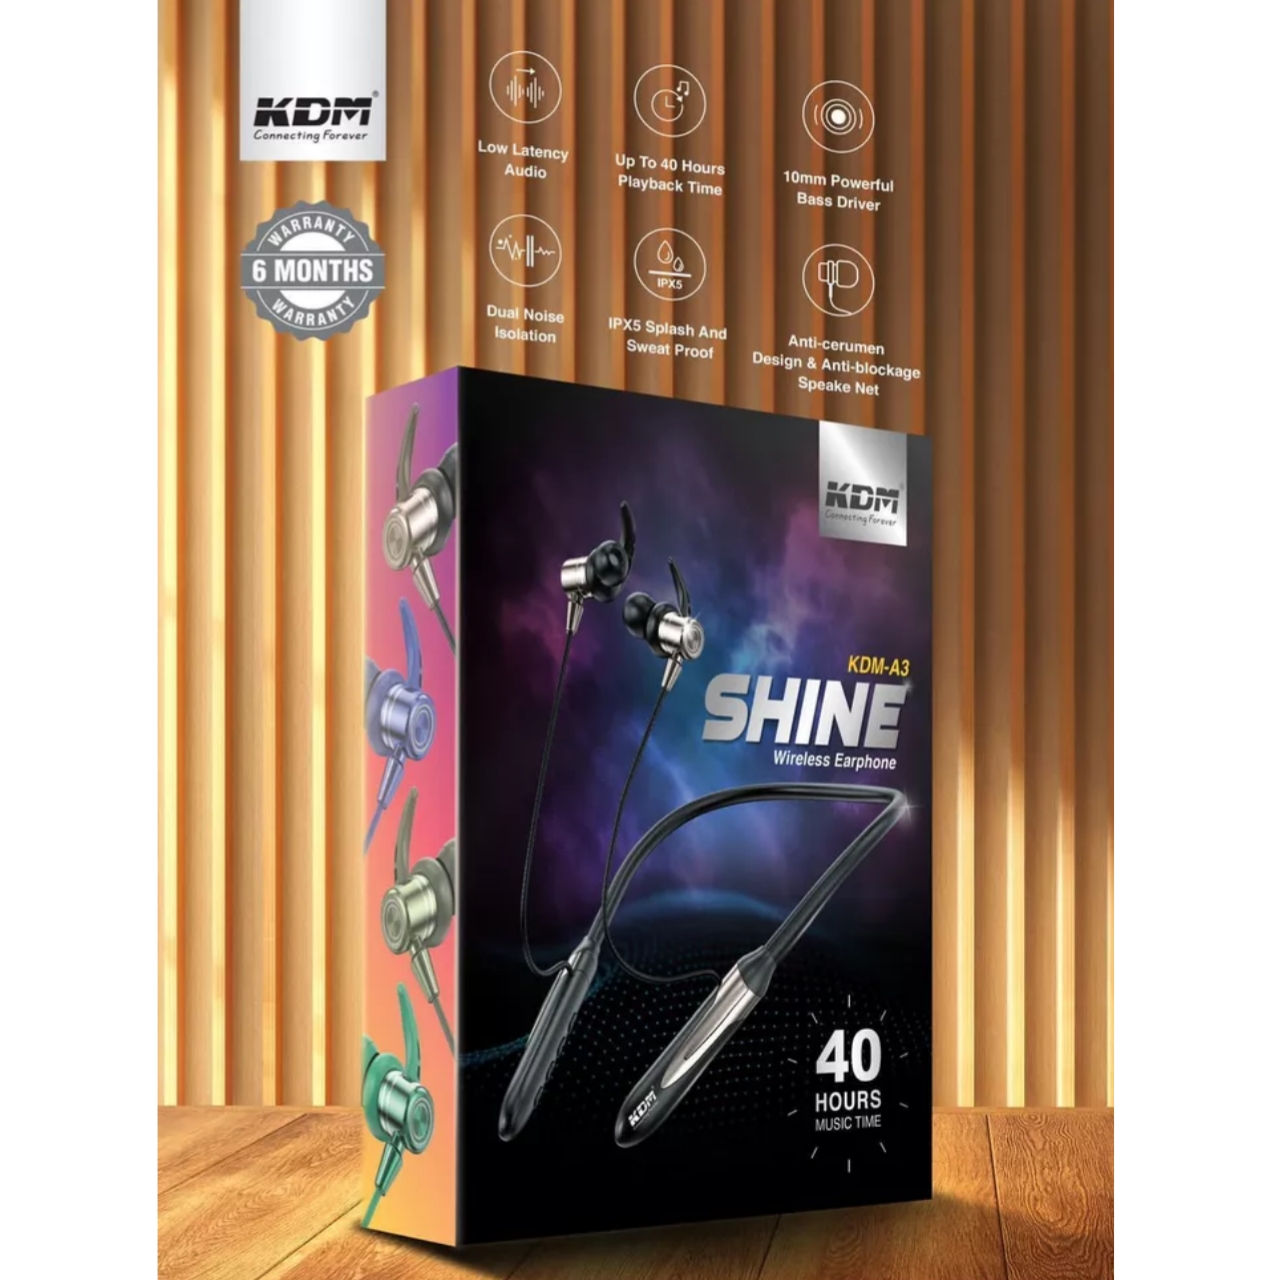 KDM®
Connecting Forever
WARRANTY
6 MONTHS
WARRANTY
Low Latency
Audio
Up To 40 Hours
Playback Time
10mm Powerful
Bass Driver
Dual Noise
Isolation
IPX5
IPX5 Splash And
Sweat Proof
Anti-cerumen
Design & Anti-blockage
Speake Net
KDM®
Connecting Forever
KDM-A3
SHINE
Wireless Earphone
KDM
40
HOURS
MUSIC TIME